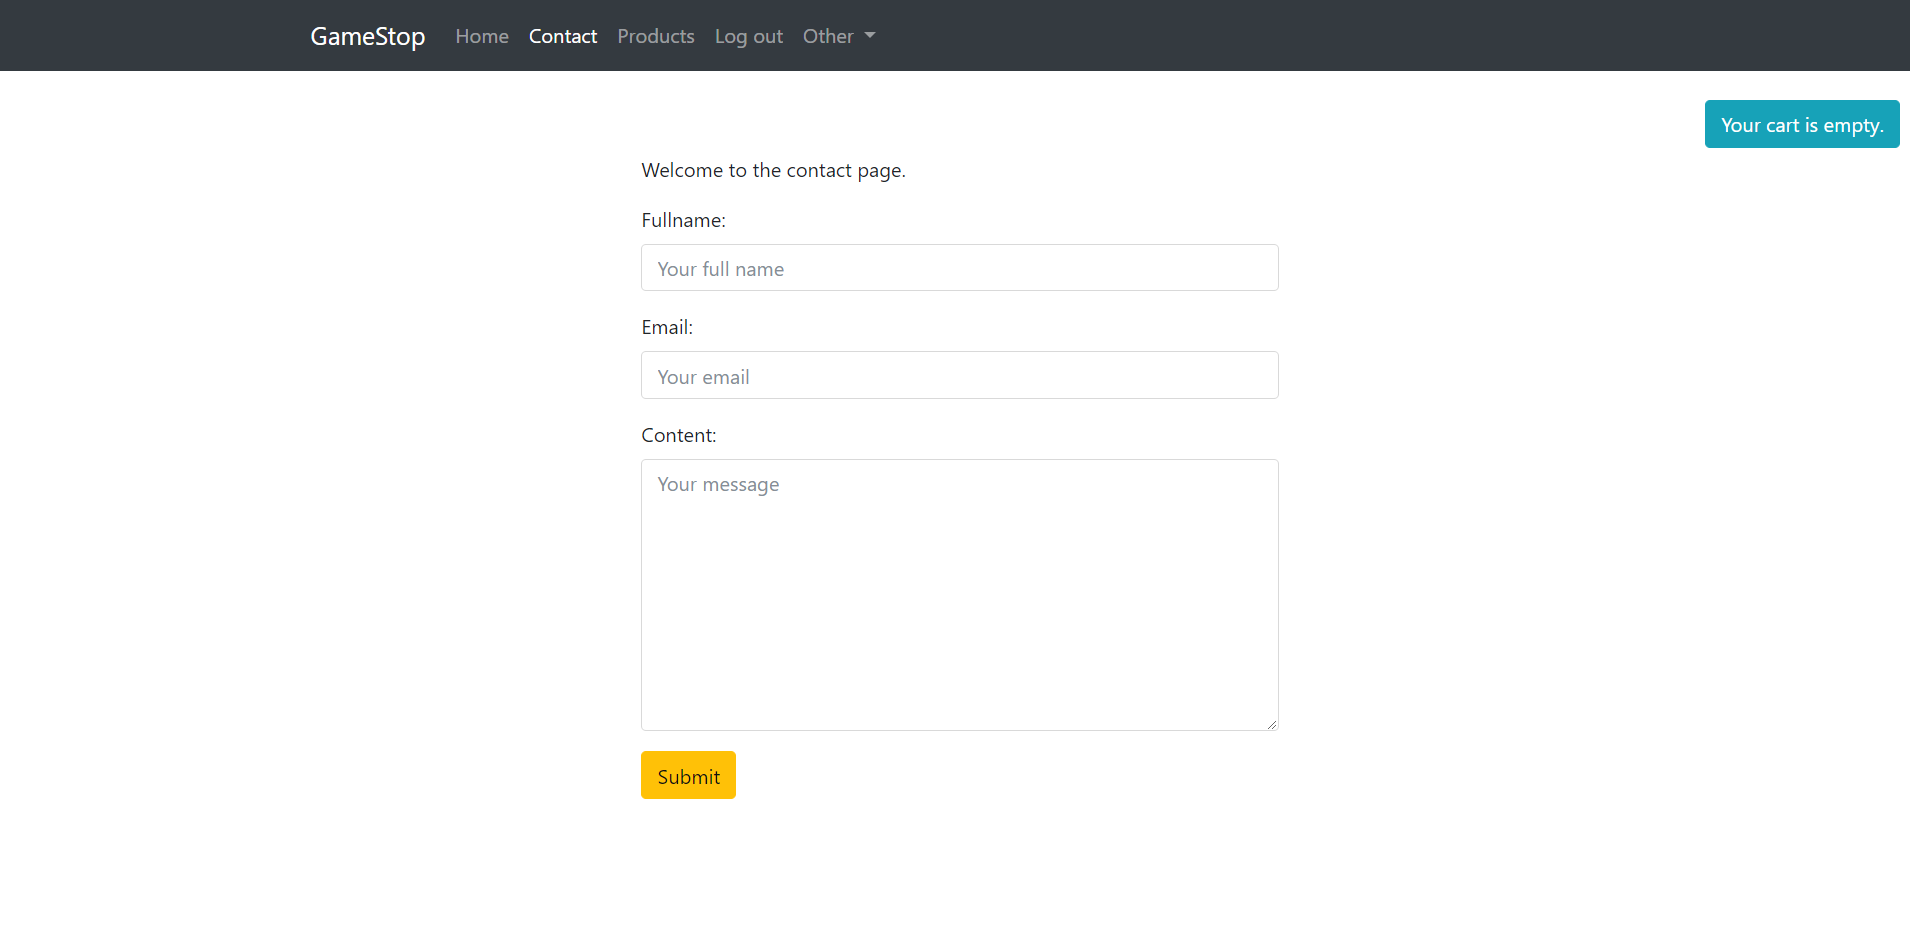 GameStop Home Contact Products Log out Other
Your cart is empty.
Welcome to the contact page.
Fullname:
Your full name
Email:
Your email
Content:
Your message
Submit